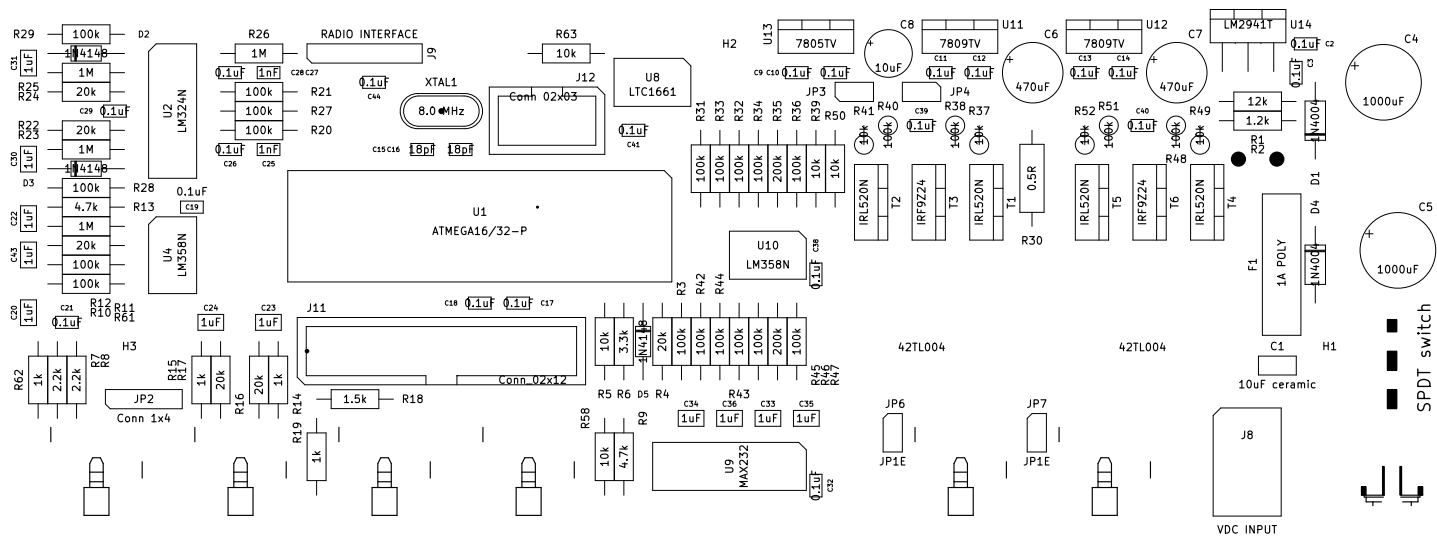 R29 100k D2
1N4148
C31 1uF
1M
R25
R24 20k
C29 0.1uF
R22
R23 20k
1M
C30 1uF
1N4148
D3
100k R28
4.7k R13
C22 1uF
1M
20k
C43 1uF
100k
100k
C20 1uF
C21
0.1uF
R12
R10
R11
R61
U2
LM324N
0.1uF
C19
U4
LM358N
R26
1M
0.1uF 1nF C28 C27
100k R21
100k R27
100k R20
0.1uF 1nF
C26 C25
RADIO INTERFACE
J9
0.1uF
C44
XTAL1
8.0 MHz
C15 C16 18pF 18pF
R63
10k
J12
Conn 02x03
U8
LTC1661
0.1uF
C41
U1
ATMEGA16/32-P
H2
U13
7805TV
C9 C10 0.1uF 0.1uF
JP3
C8
10uF
U11
7809TV
C11 C12
0.1uF 0.1uF
JP4
C6
470uF
U12
7809TV
C13 C14
0.1uF 0.1uF
C7
470uF
LM2941T
U14
0.1uF C2
0.1uF C3
C4
1000uF
R31 R33 R32 R34 R35 R36 R39 R50
100k 100k 100k 100k 200k 100k 10k 10k
R41 R40 C39 R38 R37
10k 100k 0.1uF 100k 10k
IRL520N T2
IRF9Z24 T3
IRL520N T1
0.5R
R30
R52 R51 C40 R49
10k 100k 0.1uF 100k 10k
R48
IRL520N T5
IRF9Z24 T6
IRL520N T4
12k
1.2k
R1
R2
1N4004
D1
D4
1N4004
F1
1A POLY
C5
1000uF
U10
LM358N
C38
0.1uF
C18 0.1uF 0.1uF C17
R3 R42 R44
C24
1uF
C23
1uF
J11
Conn_02x12
10k 3.3k 1N4148 20k 100k 100k 100k 100k 100k 200k 100k
R5 R6 D5 R4 R43
R45
R46
R47
H3
R62 1k 2.2k 2.2k R7
R8
JP2
Conn 1x4
R15
R17
1k 20k
R16
20k 1k
R14
1.5k R18
R19
1k
R58
10k 4.7k
R9
C34 C36 C33 C35
1uF 1uF 1uF 1uF
U9
MAX232
0.1uF C32
42TL004
42TL004
JP6
JP1E
JP7
JP1E
C1
10uF ceramic
H1
J8
VDC INPUT
SPDT switch